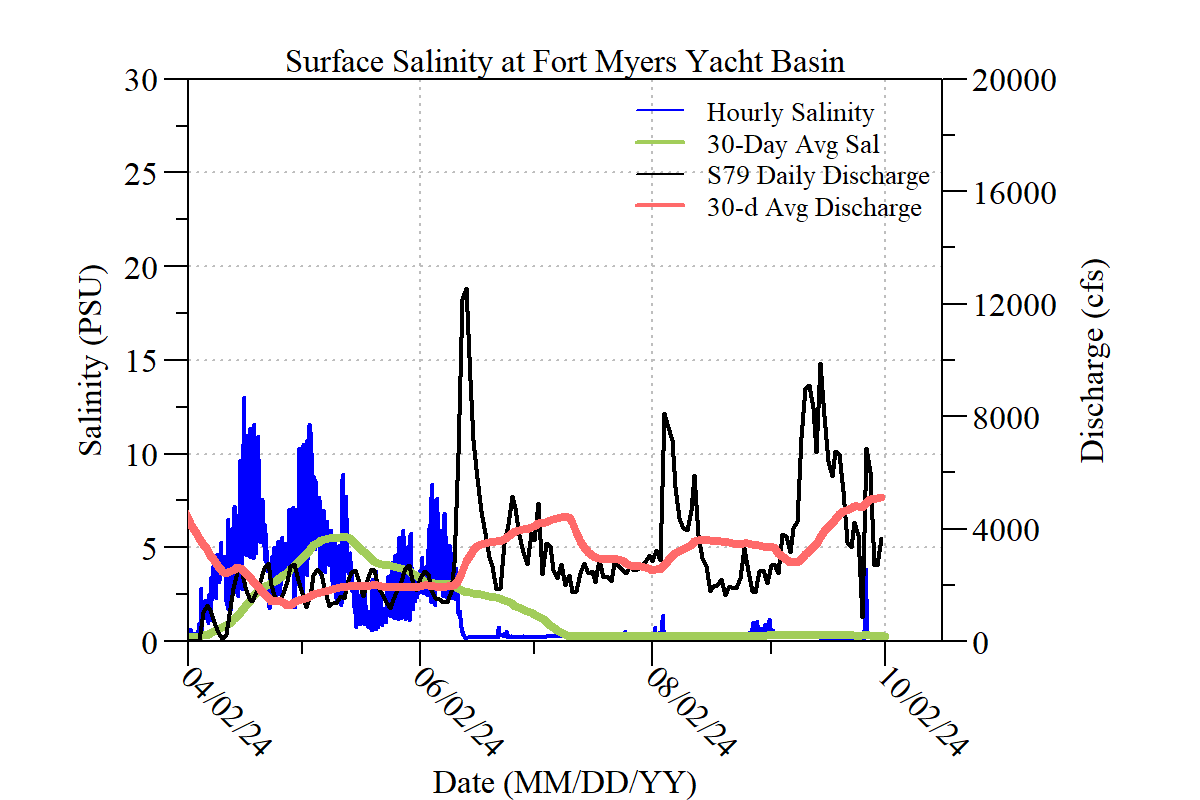 Surface Salinity at Fort Myers Yacht Basin
Hourly Salinity
30-Day Avg Sal
S79 Daily Discharge
30-d Avg Discharge
Salinity (PSU)
30
25
20
15
10
5
0
Discharge (cfs)
20000
16000
12000
8000
4000
0
04/02/24
06/02/24
08/02/24
10/02/24
Date (MM/DD/YY)